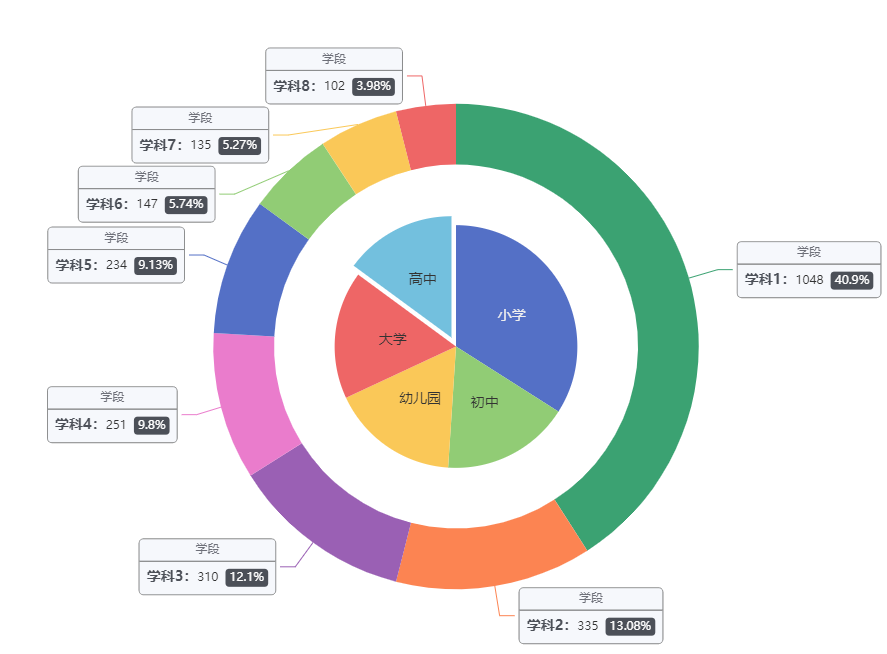 学段
学科8：102 3.98%
学段
学科7：135 5.27%
学段
学科6：147 5.74%
学段
学科5：234 9.13%
学段
学科1：1048 40.9%
高中
小学
大学
幼儿园
初中
学段
学科4：251 9.8%
学段
学科3：310 12.1%
学段
学科2：335 13.08%